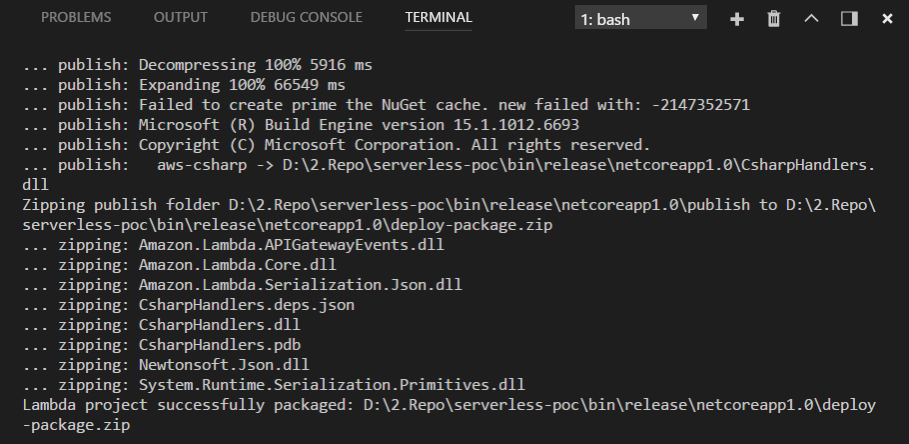 PROBLEMS OUTPUT DEBUG CONSOLE TERMINAL 1: bash
... publish: Decompressing 100% 5916 ms
... publish: Expanding 100% 66549 ms
... publish: Failed to create prime the NuGet cache. new failed with: -2147352571
... publish: Microsoft (R) Build Engine version 15.1.1012.6693
... publish: Copyright (C) Microsoft Corporation. All rights reserved.
... publish:   aws-csharp -> D:\2.Repo\serverless-poc\bin\release\netcoreapp1.0\CsharpHandlers.
dll
Zipping publish folder D:\2.Repo\serverless-poc\bin\release\netcoreapp1.0\publish to D:\2.Repo\
serverless-poc\bin\release\netcoreapp1.0\deploy-package.zip
... zipping: Amazon.Lambda.APIGatewayEvents.dll
... zipping: Amazon.Lambda.Core.dll
... zipping: Amazon.Lambda.Serialization.Json.dll
... zipping: CsharpHandlers.deps.json
... zipping: CsharpHandlers.dll
... zipping: CsharpHandlers.pdb
... zipping: Newtonsoft.Json.dll
... zipping: System.Runtime.Serialization.Primitives.dll
Lambda project successfully packaged: D:\2.Repo\serverless-poc\bin\release\netcoreapp1.0\deploy
-package.zip